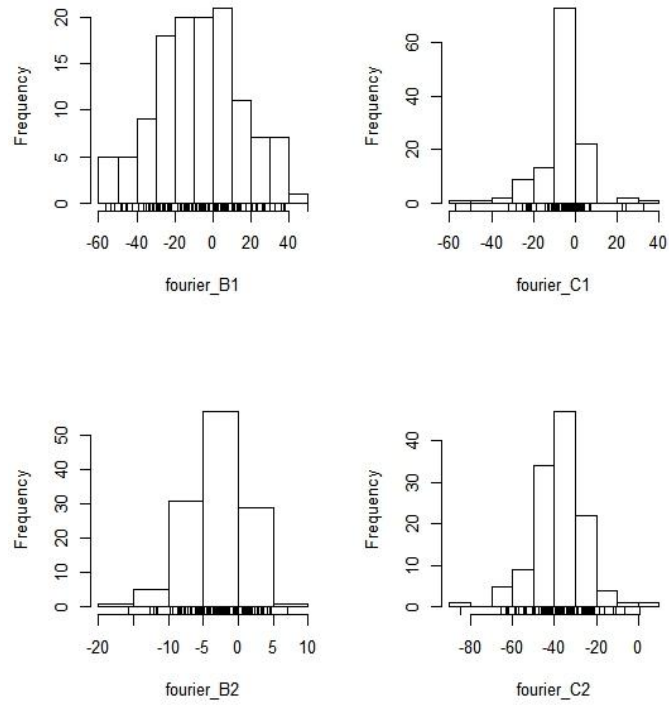 Frequency
0 5 10 15 20
-60 -40 -20 0 20 40
fourier_B1
Frequency
0 20 40 60
-60 -40 -20 0 20 40
fourier_C1
Frequency
0 10 20 30 40 50
-20 -10 -5 0 5 10
fourier_B2
Frequency
0 10 20 30 40
-80 -60 -40 -20 0
fourier_C2